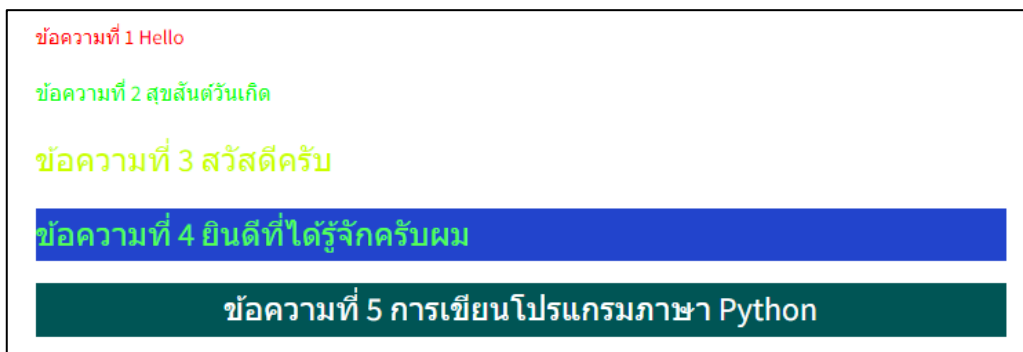 ข้อความที่ 1 Hello
ข้อความที่ 2 สุขสันต์วันเกิด
ข้อความที่ 3 สวัสดีครับ
ข้อความที่ 4 ยินดีที่ได้รู้จักครับผม
ข้อความที่ 5 การเขียนโปรแกรมภาษา Python